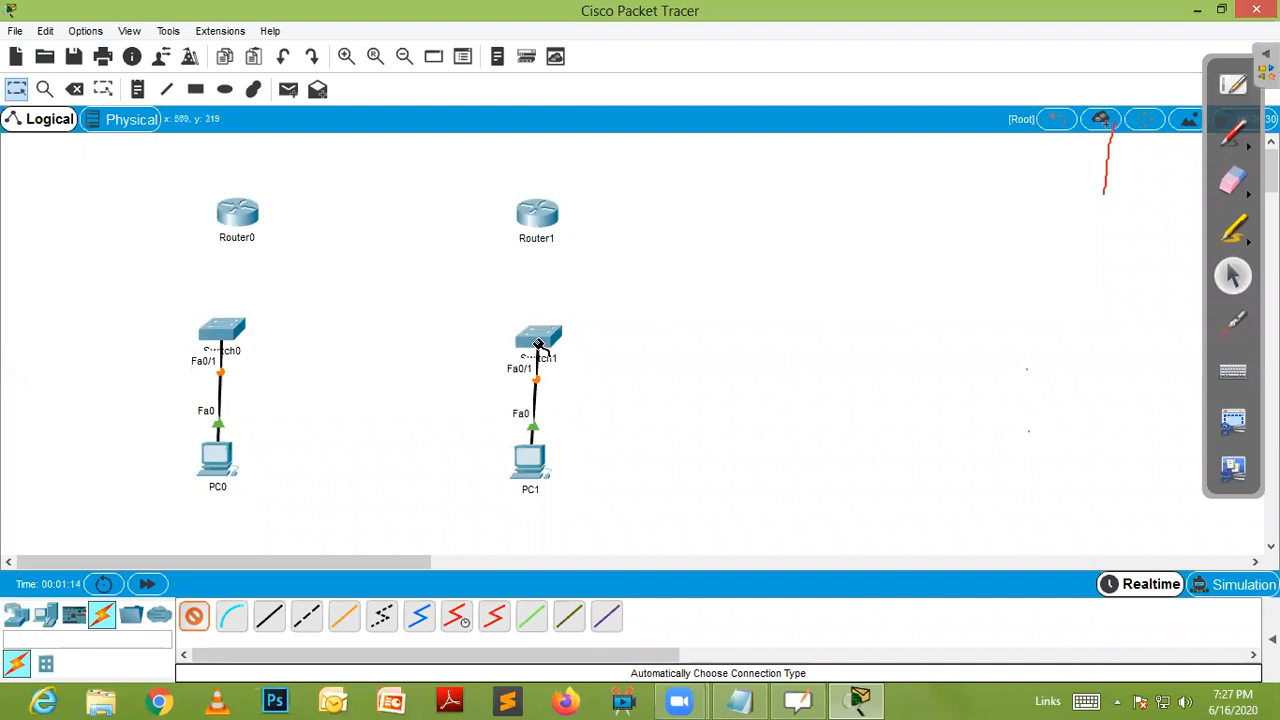 Cisco Packet Tracer
File Edit Options View Tools Extensions Help
Logical Physical x: 889, y: 219 [Root]
Router0 Router1
Fa0/1
Fa0/1
Fa0
Fa0
PC0
PC1
Time: 00:01:14 Realtime Simulation
Automatically Choose Connection Type
Links
7:27 PM
6/16/2020